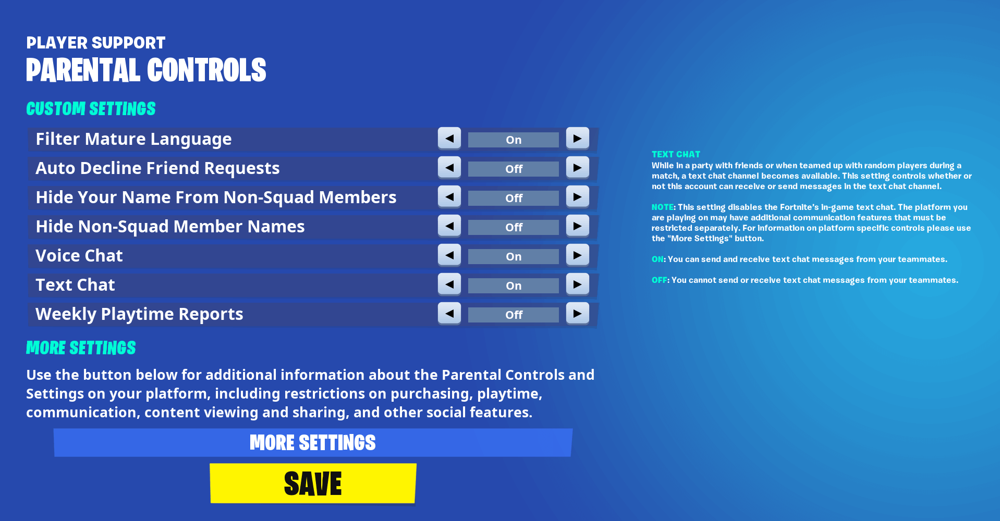 PLAYER SUPPORT
PARENTAL CONTROLS
CUSTOM SETTINGS
Filter Mature Language On
Auto Decline Friend Requests Off
Hide Your Name From Non-Squad Members Off
Hide Non-Squad Member Names Off
Voice Chat On
Text Chat On
Weekly Playtime Reports Off
MORE SETTINGS
Use the button below for additional information about the Parental Controls and
Settings on your platform, including restrictions on purchasing, playtime,
communication, content viewing and sharing, and other social features.
MORE SETTINGS
SAVE
TEXT CHAT
While in a party with friends or when teamed up with random players during a
match, a text chat channel becomes available. This setting controls whether or
not this account can receive or send messages in the text chat channel.
NOTE: This setting disables the Fortnite's in-game text chat. The platform you
are playing on may have additional communication features that must be
restricted separately. For information on platform specific controls please use
the "More Settings" button.
ON: You can send and receive text chat messages from your teammates.
OFF: You cannot send or receive text chat messages from your teammates.